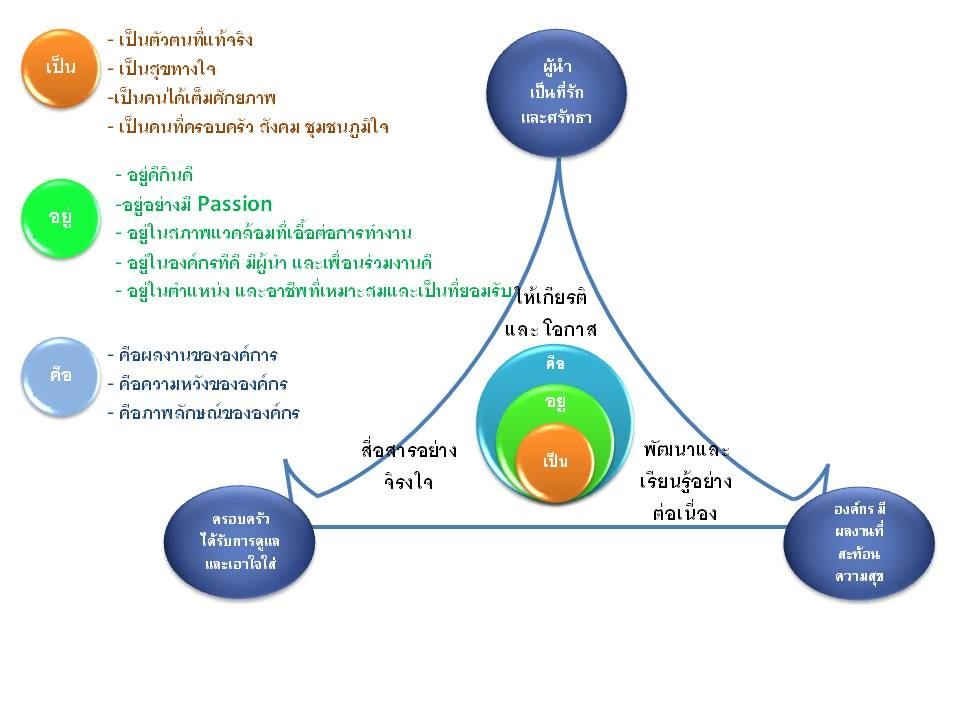 เป็น
- เป็นตัวตนที่แท้จริง
- เป็นสุขทางใจ
-เป็นคนได้เต็มศักยภาพ
- เป็นคนที่ครอบครัว สังคม ชุมชนภูมิใจ
อยู่
- อยู่ดีกินดี
-อยู่อย่างมี Passion
- อยู่ในสภาพแวดล้อมที่เอื้อต่อการทำงาน
- อยู่ในองค์กรทีดี มีผู้นำ และเพื่อนร่วมงานดี
- อยู่ในตำแหน่ง และอาชีพที่เหมาะสมและเป็นที่ยอมรับ
คือ
- คือผลงานขององค์การ
- คือความหวังขององค์กร
- คือภาพลักษณ์ขององค์กร
ผู้นำ
เป็นที่รัก
และศรัทธา
ให้เกียรติ
และ โอกาส
คือ
อยู่
เป็น
สื่อสารอย่าง
จิรงใจ
พัฒนาและ
เรียนรู้อย่าง
ต่อเนื่อง
ครอบครัว
ได้รับการดูแล
และเอาใจใส่
องค์กร มี
ผลงานที่
สะท้อน
ความสุข